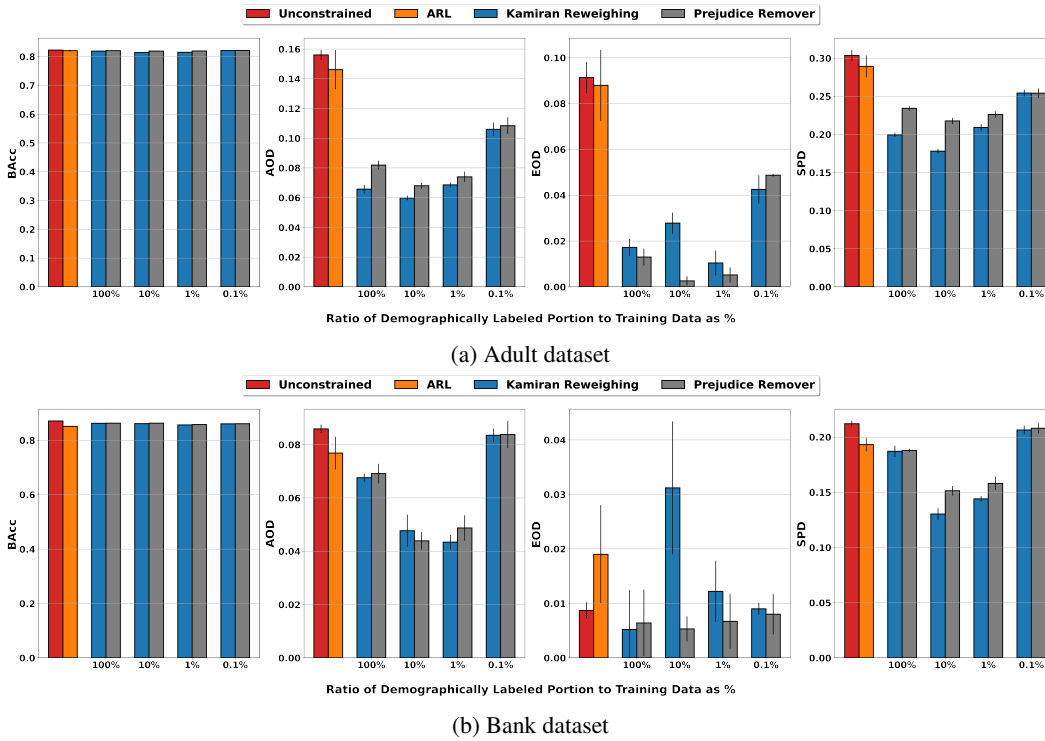 Unconstrained ARL Kamiran Reweighing Prejudice Remover
BAcc
0.8
0.7
0.6
0.5
0.4
0.3
0.2
0.1
0.0
100% 10% 1% 0.1%
AOD
0.16
0.14
0.12
0.10
0.08
0.06
0.04
0.02
0.00
100% 10% 1% 0.1%
EOD
0.10
0.08
0.06
0.04
0.02
0.00
100% 10% 1% 0.1%
SPD
0.30
0.25
0.20
0.15
0.10
0.05
0.00
100% 10% 1% 0.1%
Ratio of Demographically Labeled Portion to Training Data as %
(a) Adult dataset
Unconstrained ARL Kamiran Reweighing Prejudice Remover
BAcc
0.8
0.6
0.4
0.2
0.0
100% 10% 1% 0.1%
AOD
0.08
0.06
0.04
0.02
0.00
100% 10% 1% 0.1%
EOD
0.04
0.03
0.02
0.01
0.00
100% 10% 1% 0.1%
SPD
0.20
0.15
0.10
0.05
0.00
100% 10% 1% 0.1%
Ratio of Demographically Labeled Portion to Training Data as %
(b) Bank dataset